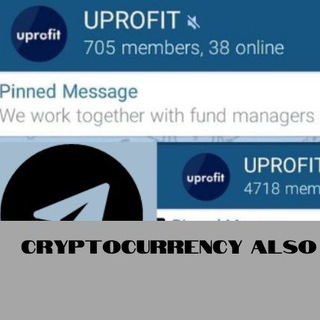 UPROFIT
uprofit
705 members, 38 online
Pinned Message
We work together with fund managers
UPROFIT
uprofit
4718 mem
CRYPTOCURRENCY ALSO